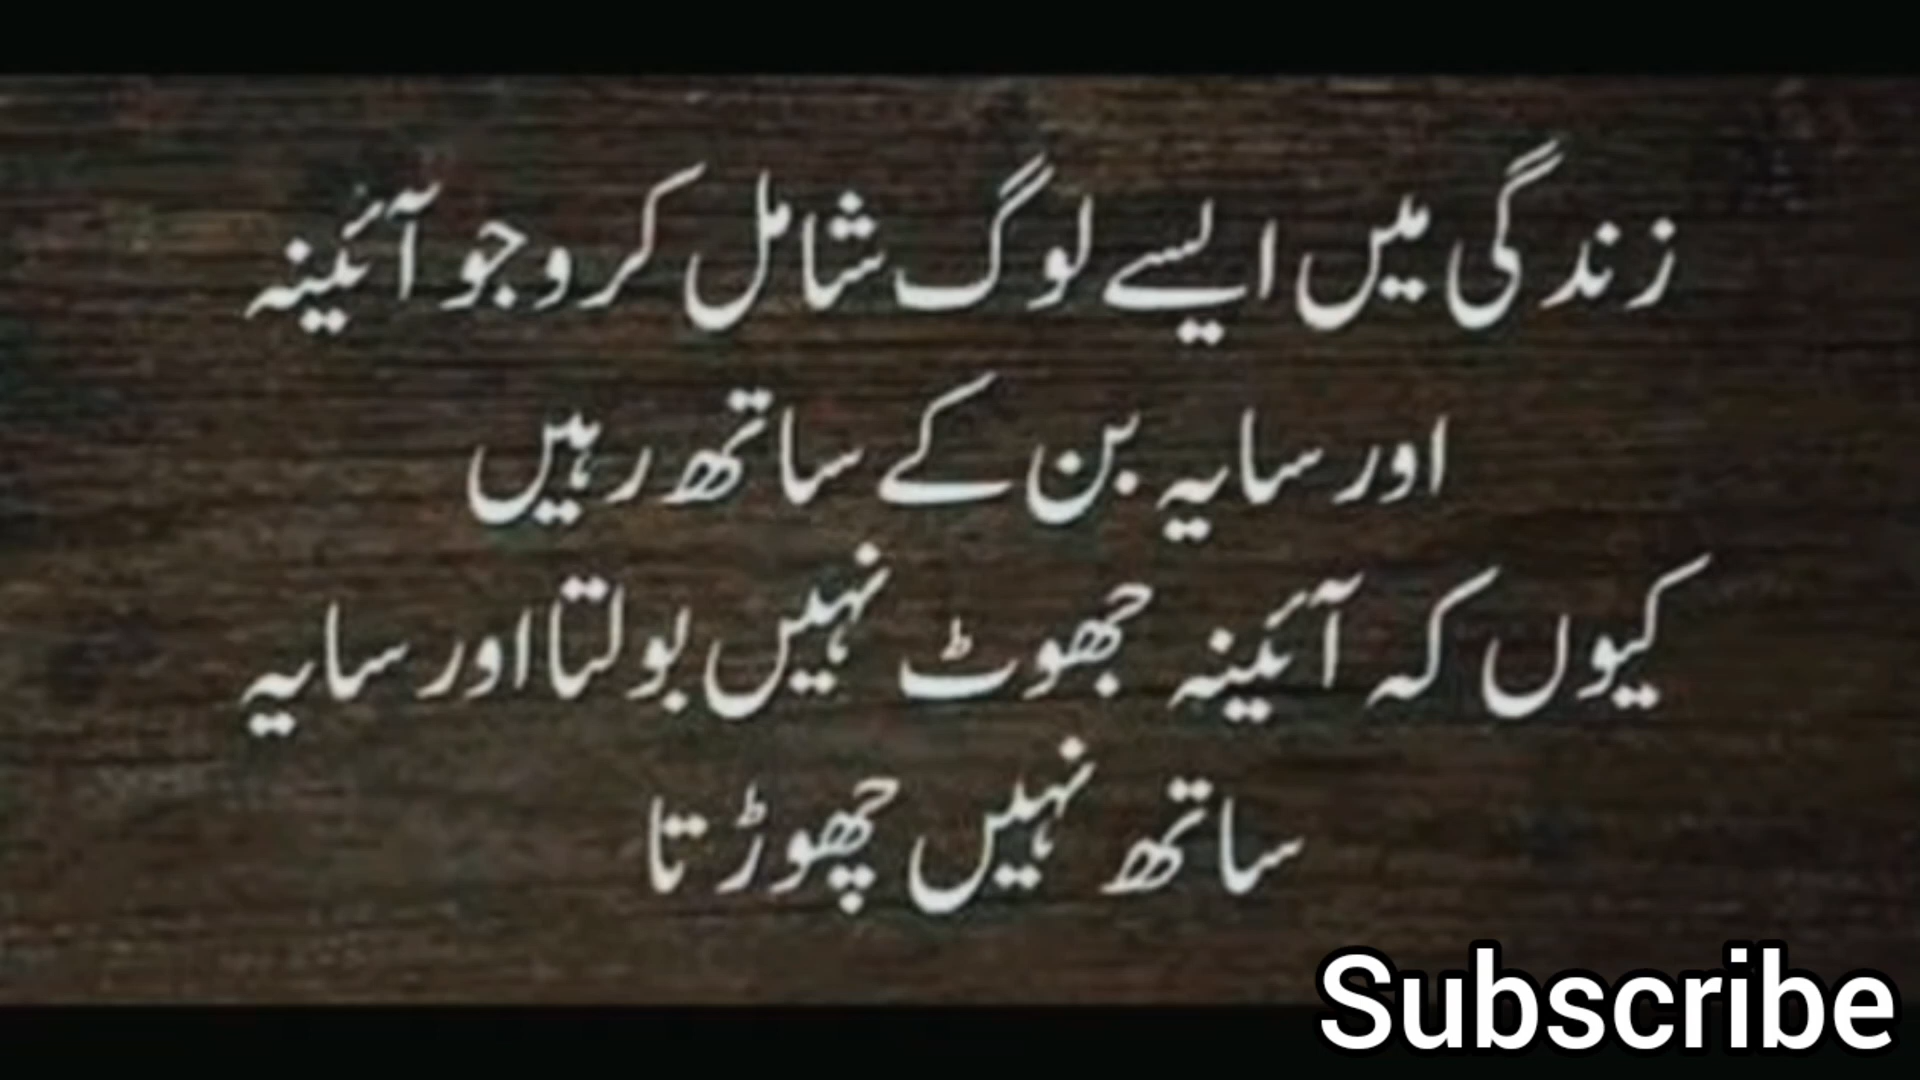 زندگی میں ایسے لوگ شامل کرو جو آئینہ
اور سایہ بن کے ساتھ رہیں
کیوں کہ آئینہ جھوٹ نہیں بولتا اور سایہ
ساتھ نہیں چھوڑتا
Subscribe